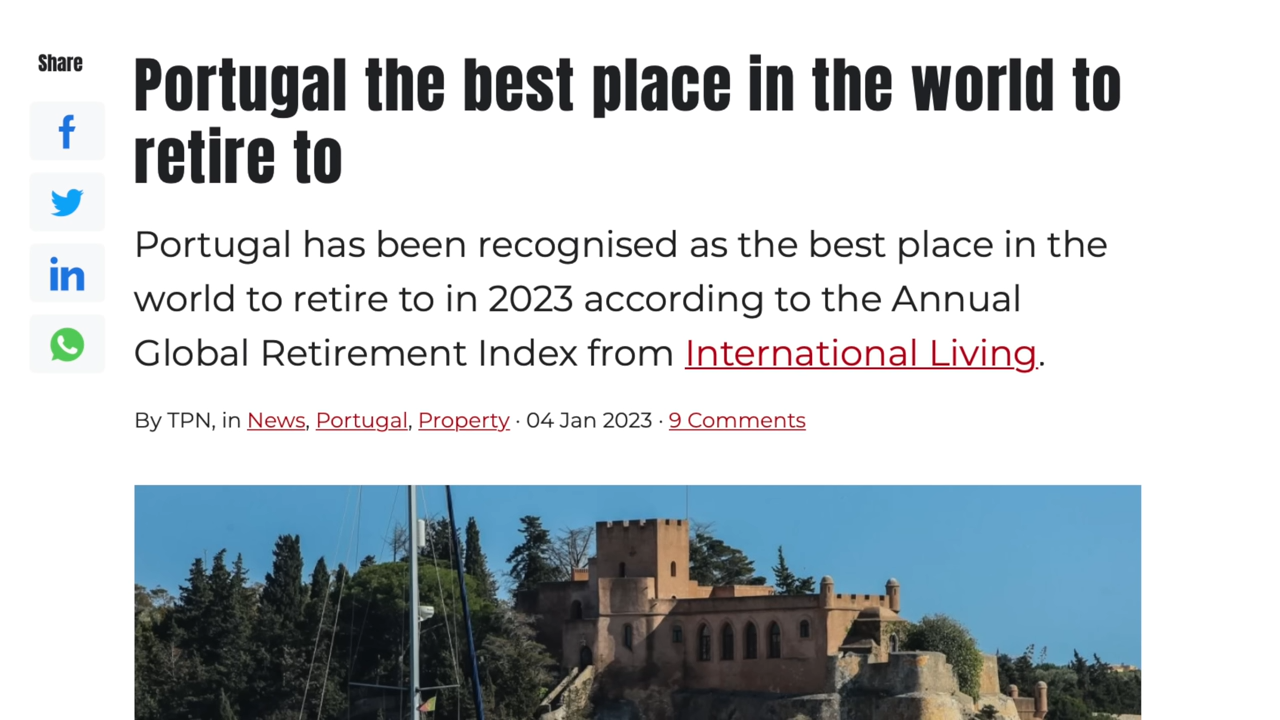 Share
Portugal the best place in the world to
retire to
Portugal has been recognised as the best place in the
world to retire to in 2023 according to the Annual
Global Retirement Index from International Living.
By TPN, in News, Portugal, Property · 04 Jan 2023 · 9 Comments